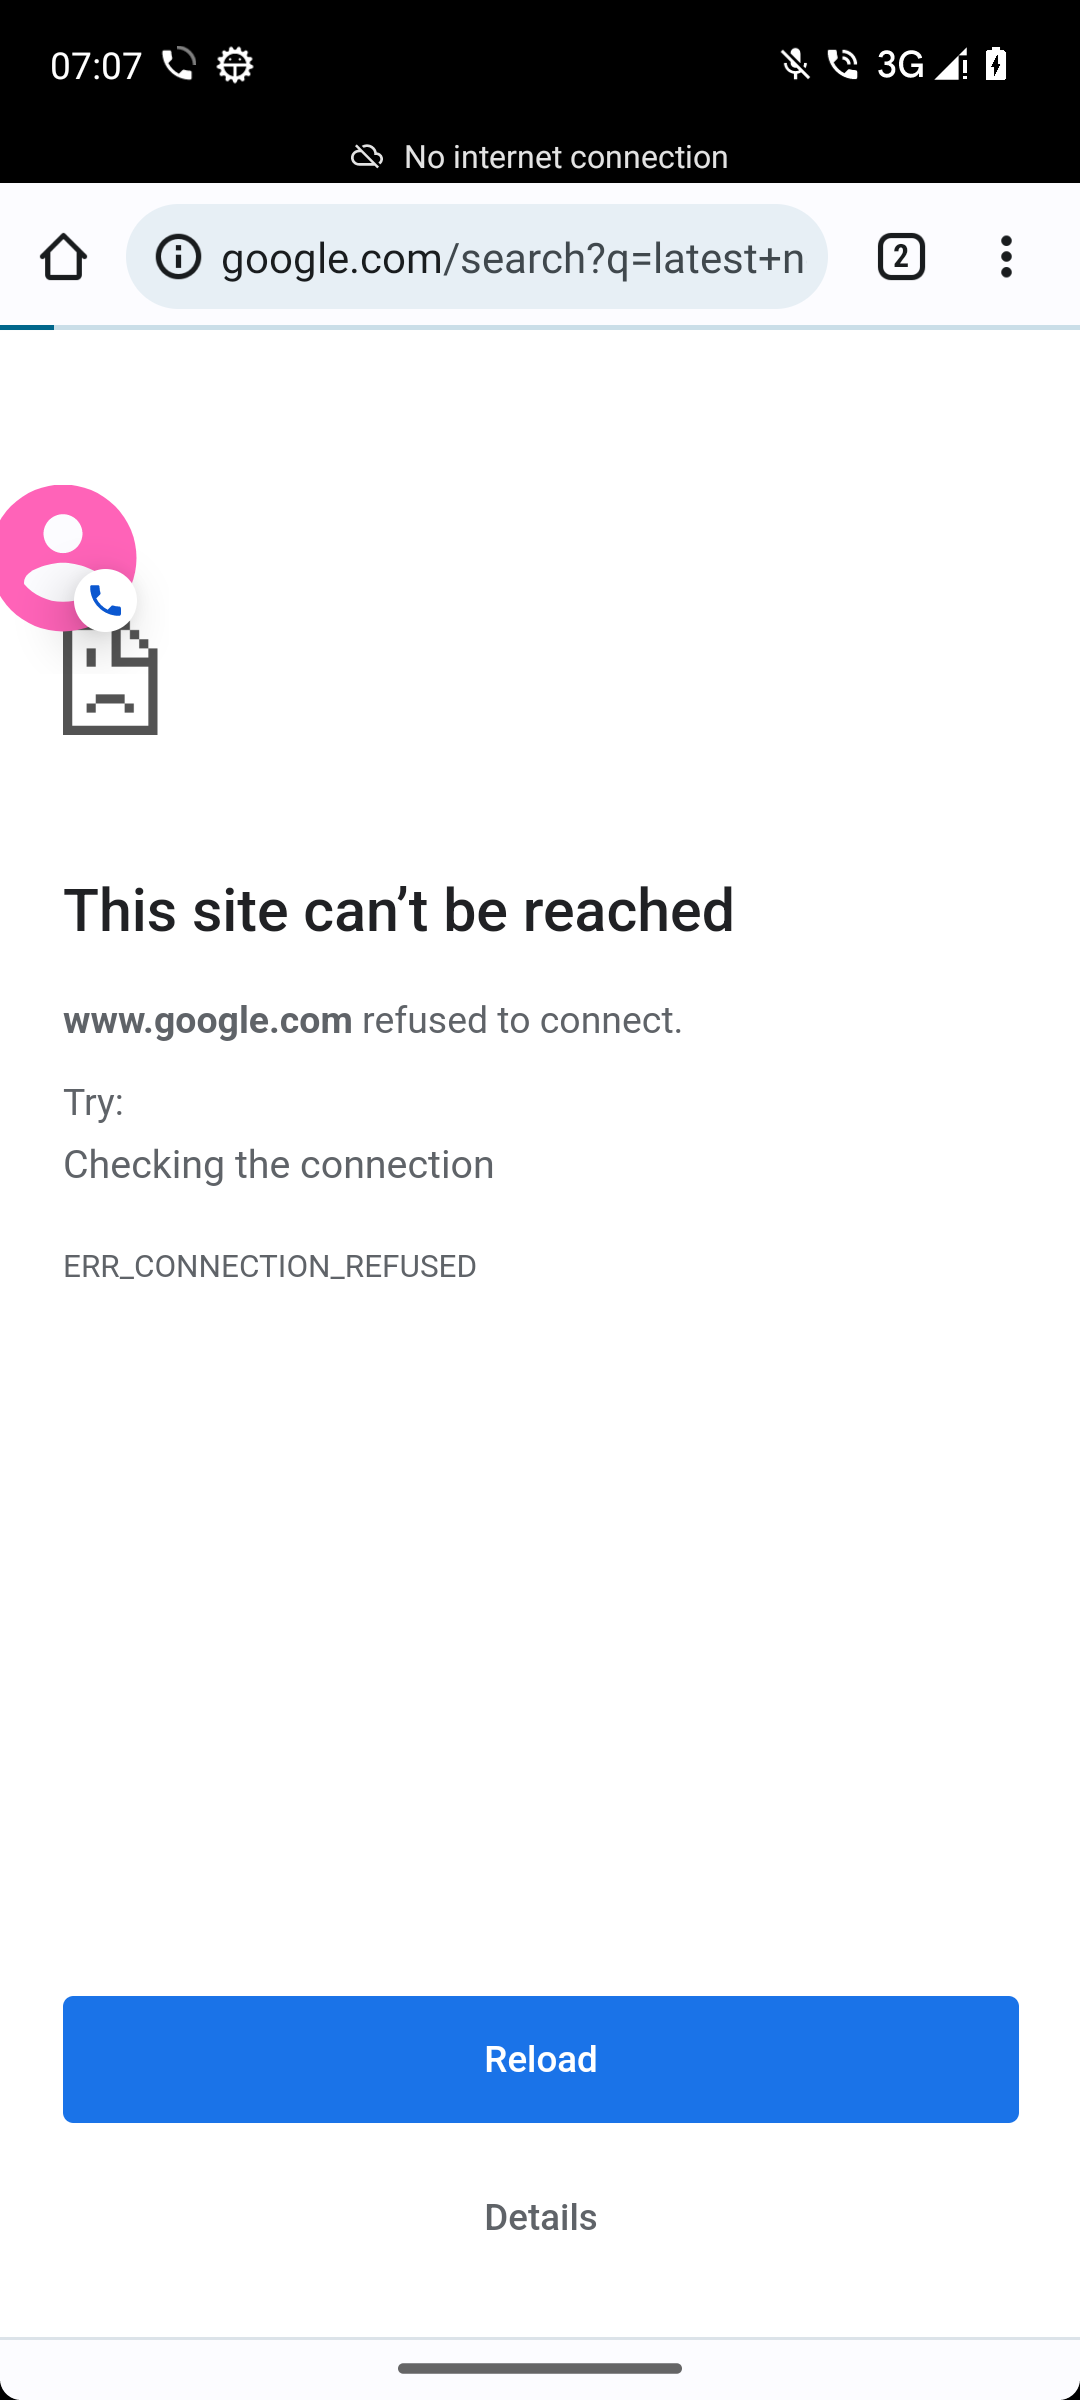 07:07
3G
No internet connection
google.com/search?q=latest+n
2
This site can’t be reached
www.google.com refused to connect.
Try:
Checking the connection
ERR_CONNECTION_REFUSED
Reload
Details